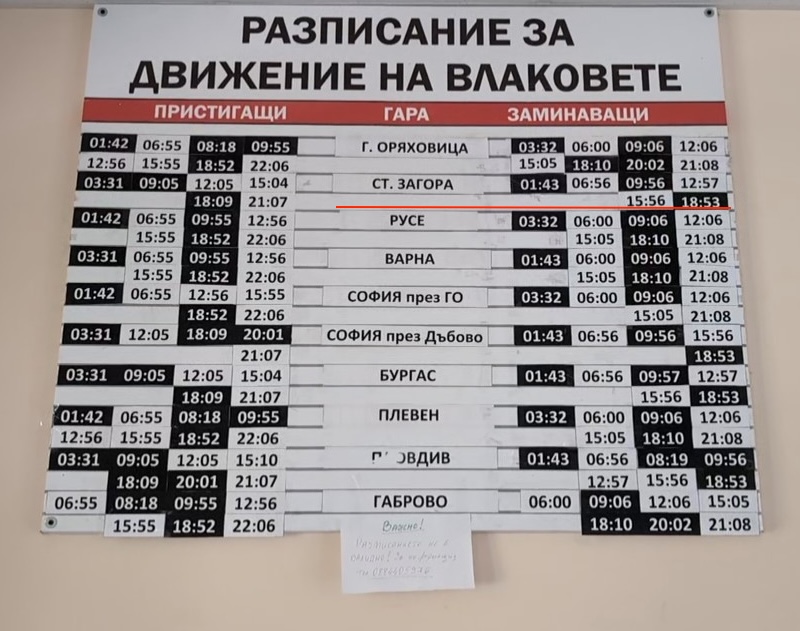 РАЗПИСАНИЕ ЗА
ДВИЖЕНИЕ НА ВЛАКОВЕТЕ
ПРИСТИГАЩИ ГАРА ЗАМИНАВАЩИ
01:42 06:55 08:18 09:55 Г. ОРЯХОВИЦА 03:32 06:00 09:06 12:06
12:56 15:55 18:52 22:06 15:05 18:10 20:02 21:08
03:31 09:05 12:05 15:04 СТ. ЗАГОРА 01:43 06:56 09:56 12:57
18:09 21:07 15:56 18:53
01:42 06:55 09:55 12:56 РУСЕ 03:32 06:00 09:06 12:06
15:55 18:52 22:06 15:05 18:10 21:08
03:31 06:55 09:55 12:56 ВАРНА 01:43 06:00 09:06 12:06
15:55 18:52 22:06 15:05 18:10 21:08
01:42 06:55 12:56 15:55 СОФИЯ през ГО 03:32 06:00 09:06 12:06
18:52 22:06 15:05 21:08
03:31 12:05 18:09 20:01 СОФИЯ през Дъбово 01:43 06:56 09:56 15:56
21:07 18:53
03:31 09:05 12:05 15:04 БУРГАС 01:43 06:56 09:57 12:57
18:09 21:07 15:56 18:53
01:42 06:55 08:18 09:55 ПЛЕВЕН 03:32 06:00 09:06 12:06
12:56 15:55 18:52 22:06 15:05 18:10 21:08
03:31 09:05 12:05 15:10 П ОВДИВ 01:43 06:56 08:19 09:56
18:09 20:01 21:07 12:57 15:56 18:53
06:55 08:18 09:55 12:56 ГАБРОВО 06:00 09:06 12:06 15:05
15:55 18:52 22:06 18:10 20:02 21:08
Важно!
Разписанието не е